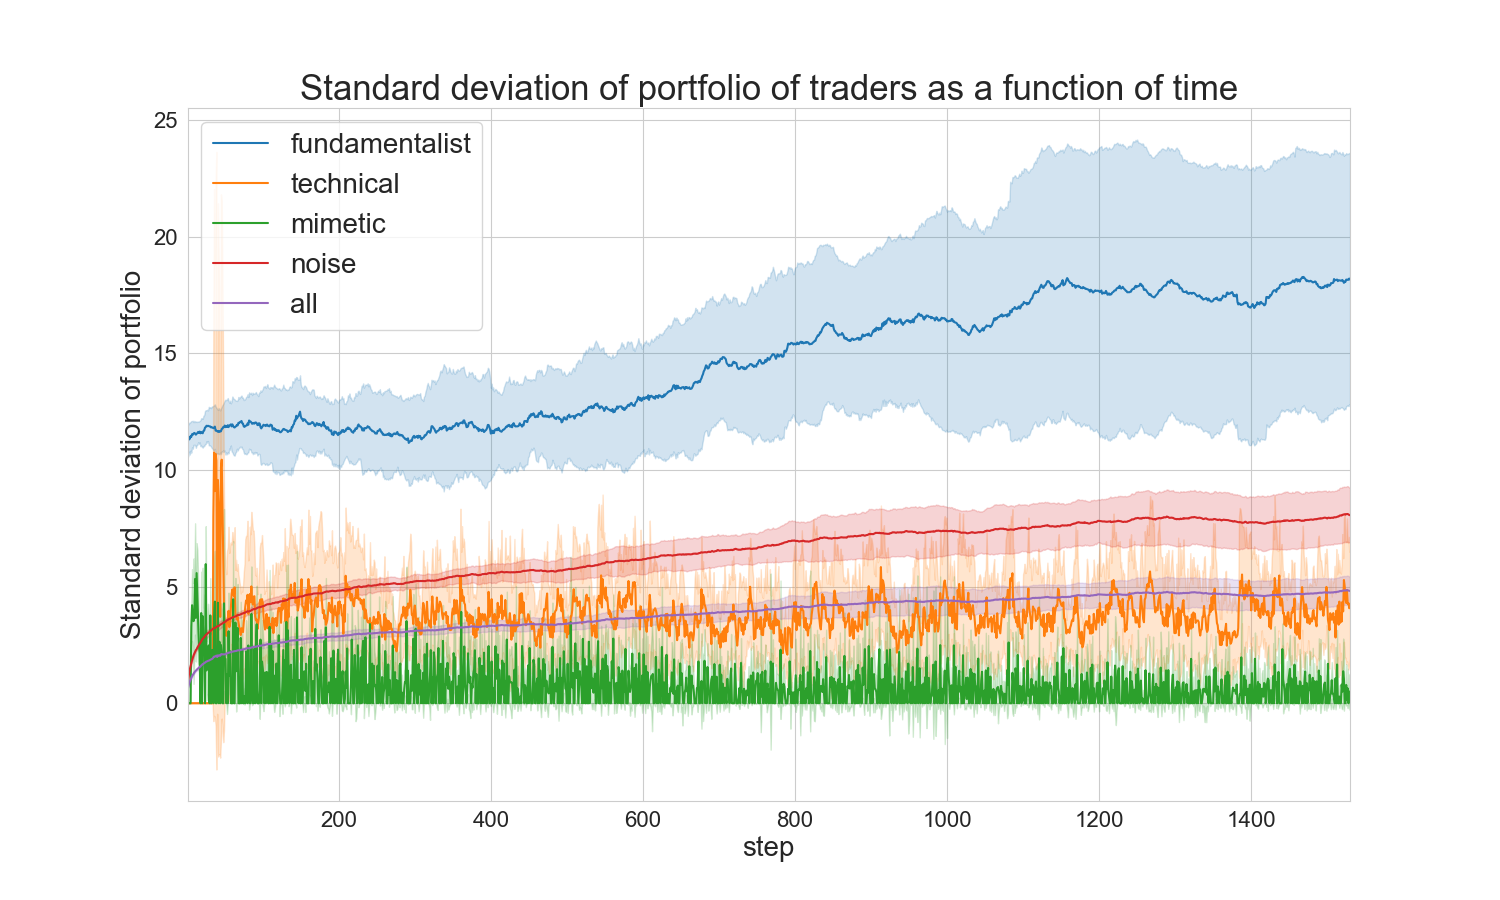 Standard deviation of portfolio of traders as a function of time
25
20
15
10
5
0
Standard deviation of portfolio
fundamentalist
technical
mimetic
noise
all
200 400 600 800 1000 1200 1400
step